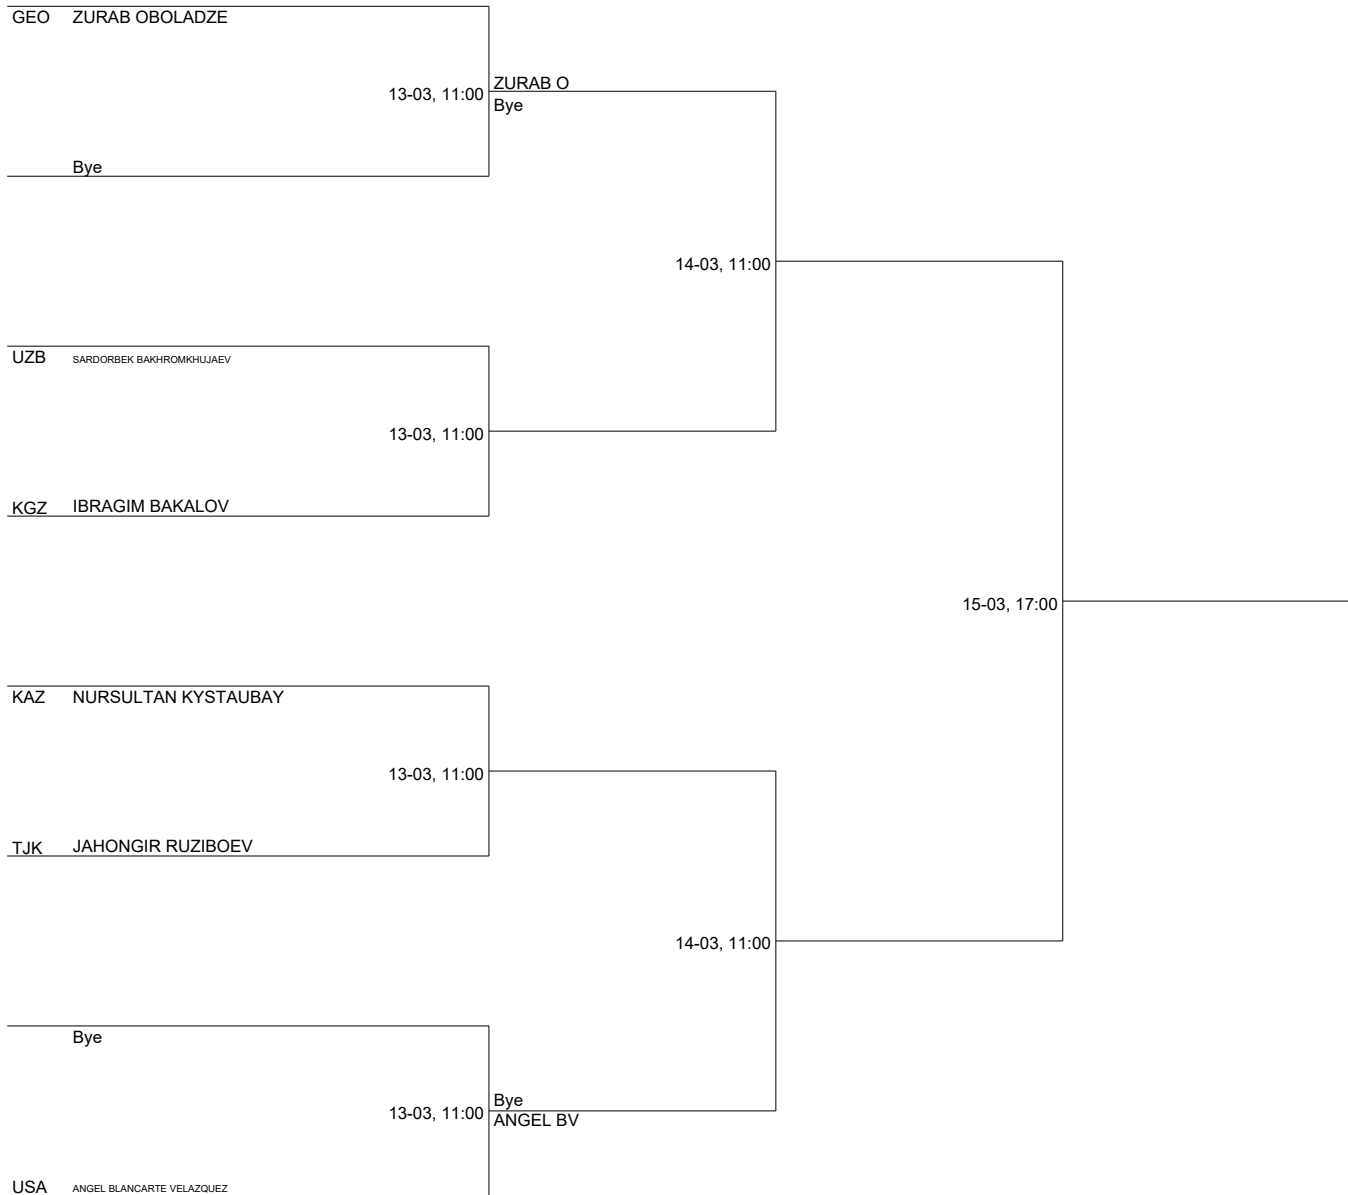 GEO ZURAB OBOLADZE
ZURAB O
13-03, 11:00
Bye
Bye
14-03, 11:00
UZB SARDORBEK BAKHROMKHUJAEV
13-03, 11:00
KGZ IBRAGIM BAKALOV
15-03, 17:00
KAZ NURSULTAN KYSTAUBAY
13-03, 11:00
TJK JAHONGIR RUZIBOEV
14-03, 11:00
Bye
Bye
13-03, 11:00
ANGEL BV
USA ANGEL BLANCARTE VELAZQUEZ